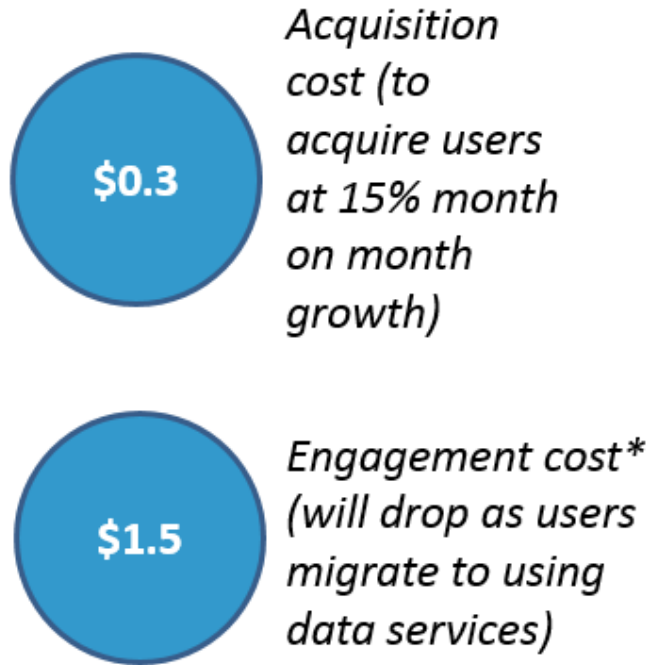 $0.3
Acquisition
cost (to
acquire users
at 15% month
on month
growth)
$1.5
Engagement cost*
(will drop as users
migrate to using
data services)